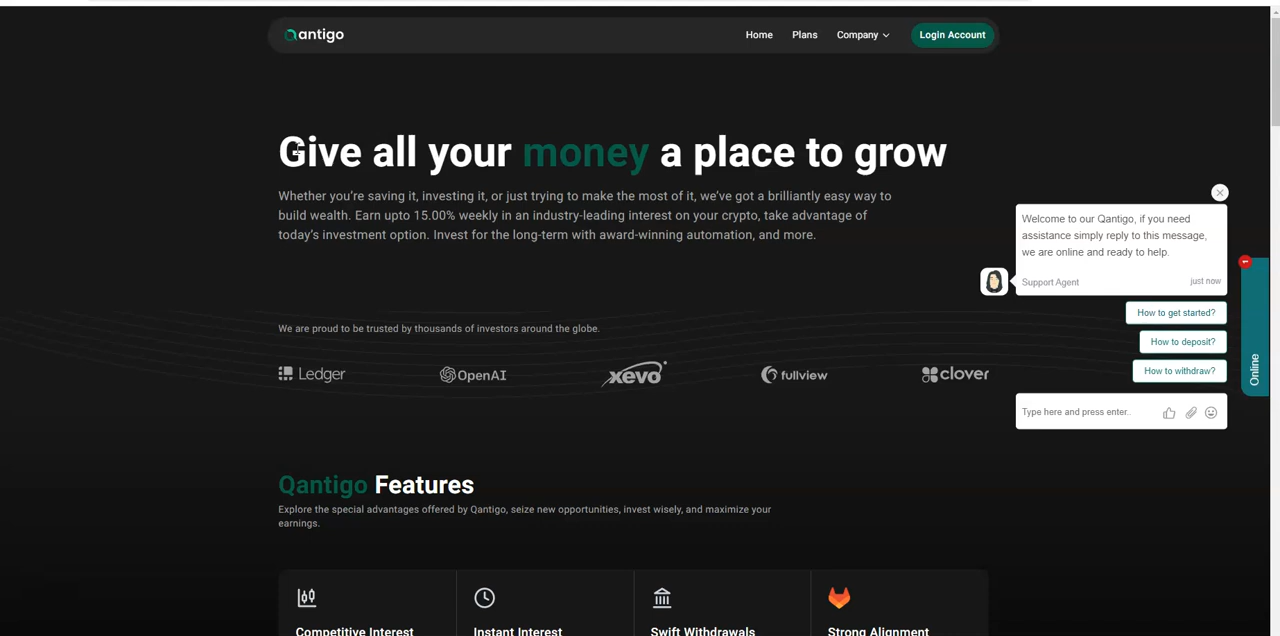 Qantigo
Home
Plans
Company
Login Account
Give all your money a place to grow
Whether you're saving it, investing it, or just trying to make the most of it, we've got a brilliantly easy way to
build wealth. Earn upto 15.00% weekly in an industry-leading interest on your crypto, take advantage of
today's investment option. Invest for the long-term with award-winning automation, and more.
Welcome to our Qantigo, if you need
assistance simply reply to this message,
we are online and ready to help.
Support Agent
just now
How to get started?
How to deposit?
How to withdraw?
Type here and press enter..
1
Online
We are proud to be trusted by thousands of investors around the globe.
Ledger
OpenAI
xevo
fullview
clover
Qantigo Features
Explore the special advantages offered by Qantigo, seize new opportunities, invest wisely, and maximize your
earnings.
Competitive Interest
Instant Interest
Swift Withdrawals
Strong Alignment